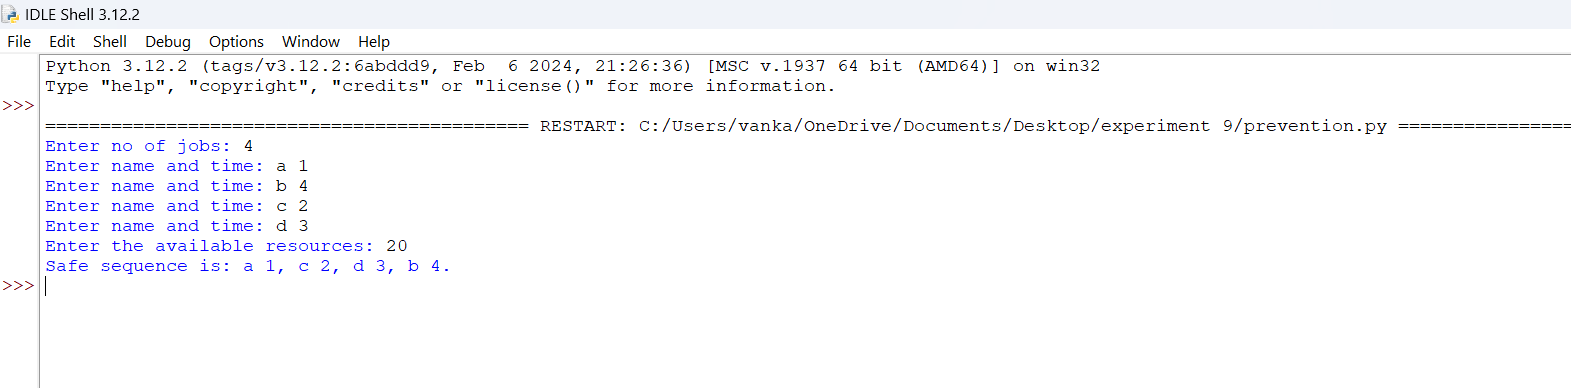 IDLE Shell 3.12.2
File Edit Shell Debug Options Window Help
Python 3.12.2 (tags/v3.12.2:6abddd9, Feb  6 2024, 21:26:36) [MSC v.1937 64 bit (AMD64)] on win32
Type "help", "copyright", "credits" or "license()" for more information.
>>>
============================================ RESTART: C:/Users/vanka/OneDrive/Documents/Desktop/experiment 9/prevention.py ================
Enter no of jobs: 4
Enter name and time: a 1
Enter name and time: b 4
Enter name and time: c 2
Enter name and time: d 3
Enter the available resources: 20
Safe sequence is: a 1, c 2, d 3, b 4.
>>>